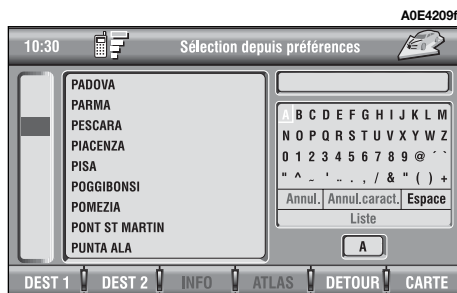 A0E4209f
10:30 Sélection depuis préférences
PADOVA
PARMA
PESCARA
PIACENZA
PISA
POGGIBONSI
POMEZIA
PONT ST MARTIN
PUNTA ALA
A B C D E F G H I J K L M
N O P Q R S T U V X Y W Z
0 1 2 3 4 5 6 7 8 9 @ ´ `
" ^ ~ ' .. . , / & " ( ) +
Annul. Annul.caract. Espace
Liste
A
DEST 1 DEST 2 INFO ATLAS DETOUR CARTE